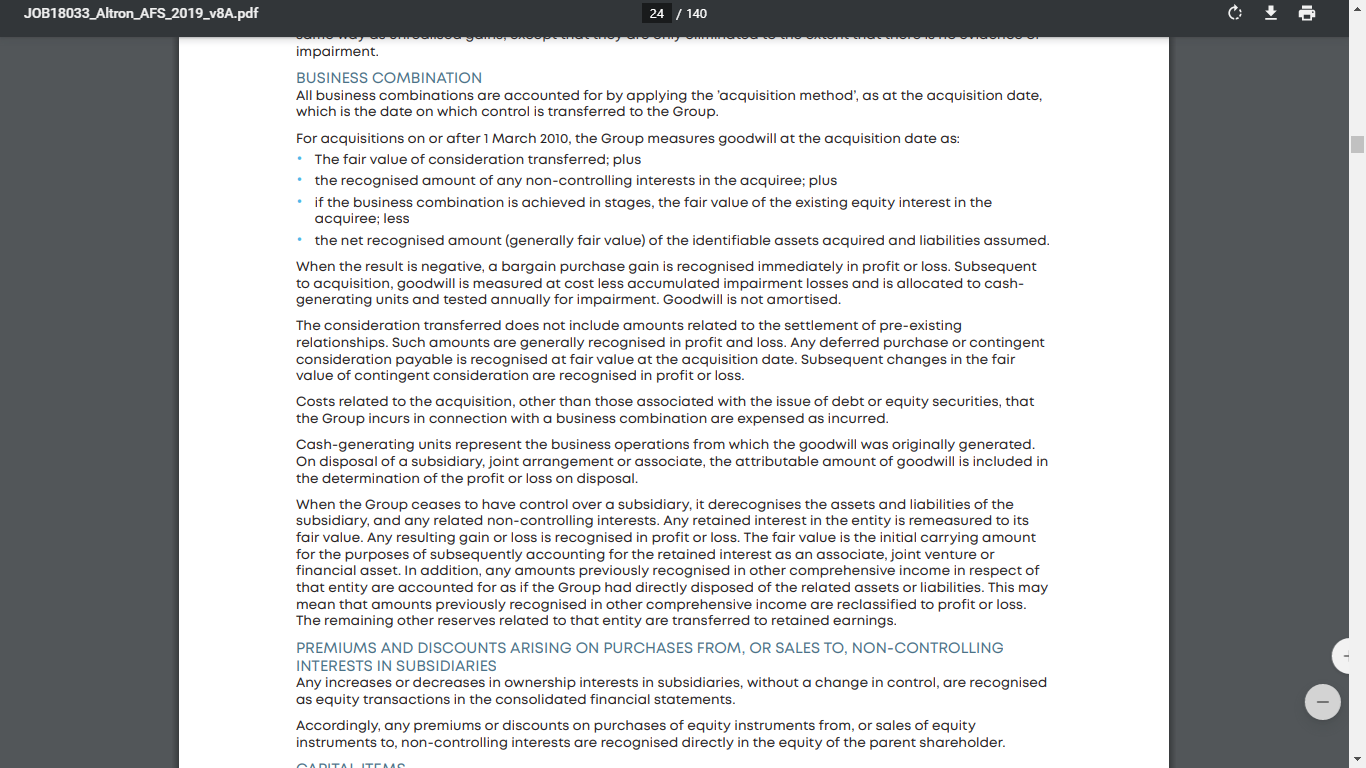 JOB18033_Altron_AFS_2019_v8A.pdf
24 / 140
same way as unrealised gains, except that they are only eliminated to the extent that there is no evidence of
impairment.
BUSINESS COMBINATION
All business combinations are accounted for by applying the 'acquisition method', as at the acquisition date,
which is the date on which control is transferred to the Group.
For acquisitions on or after 1 March 2010, the Group measures goodwill at the acquisition date as:
• The fair value of consideration transferred; plus
• the recognised amount of any non-controlling interests in the acquiree; plus
• if the business combination is achieved in stages, the fair value of the existing equity interest in the
acquiree; less
• the net recognised amount (generally fair value) of the identifiable assets acquired and liabilities assumed.
When the result is negative, a bargain purchase gain is recognised immediately in profit or loss. Subsequent
to acquisition, goodwill is measured at cost less accumulated impairment losses and is allocated to cash-
generating units and tested annually for impairment. Goodwill is not amortised.
The consideration transferred does not include amounts related to the settlement of pre-existing
relationships. Such amounts are generally recognised in profit and loss. Any deferred purchase or contingent
consideration payable is recognised at fair value at the acquisition date. Subsequent changes in the fair
value of contingent consideration are recognised in profit or loss.
Costs related to the acquisition, other than those associated with the issue of debt or equity securities, that
the Group incurs in connection with a business combination are expensed as incurred.
Cash-generating units represent the business operations from which the goodwill was originally generated.
On disposal of a subsidiary, joint arrangement or associate, the attributable amount of goodwill is included in
the determination of the profit or loss on disposal.
When the Group ceases to have control over a subsidiary, it derecognises the assets and liabilities of the
subsidiary, and any related non-controlling interests. Any retained interest in the entity is remeasured to its
fair value. Any resulting gain or loss is recognised in profit or loss. The fair value is the initial carrying amount
for the purposes of subsequently accounting for the retained interest as an associate, joint venture or
financial asset. In addition, any amounts previously recognised in other comprehensive income in respect of
that entity are accounted for as if the Group had directly disposed of the related assets or liabilities. This may
mean that amounts previously recognised in other comprehensive income are reclassified to profit or loss.
The remaining other reserves related to that entity are transferred to retained earnings.
PREMIUMS AND DISCOUNTS ARISING ON PURCHASES FROM, OR SALES TO, NON-CONTROLLING
INTERESTS IN SUBSIDIARIES
Any increases or decreases in ownership interests in subsidiaries, without a change in control, are recognised
as equity transactions in the consolidated financial statements.
Accordingly, any premiums or discounts on purchases of equity instruments from, or sales of equity
instruments to, non-controlling interests are recognised directly in the equity of the parent shareholder.
CAPITAL ITEMS